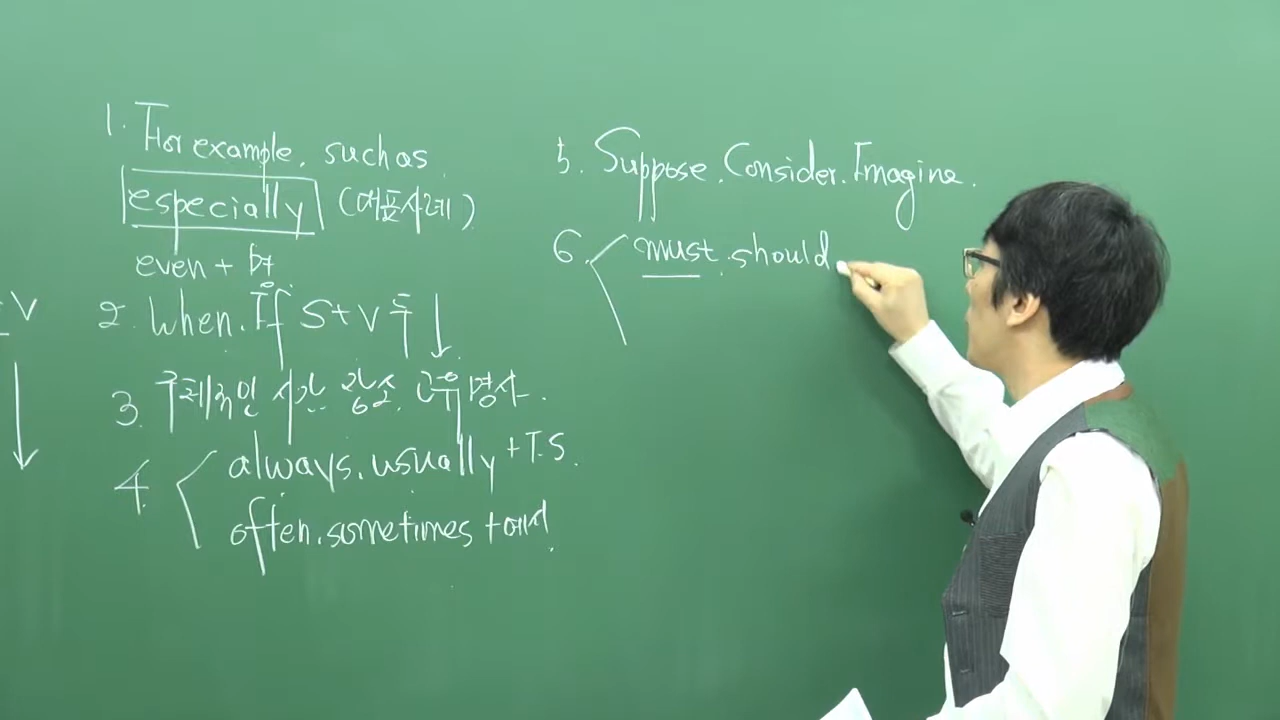 1. For example, such as
especially (대표사례)
even + 명
2. When. If S+V 주 ↓
3. 구체적인 시간. 장소. 고유명사.
4. always. usually + T.S.
often. sometimes + 예시.
5. Suppose. Consider. Imagine.
6. must. should
V